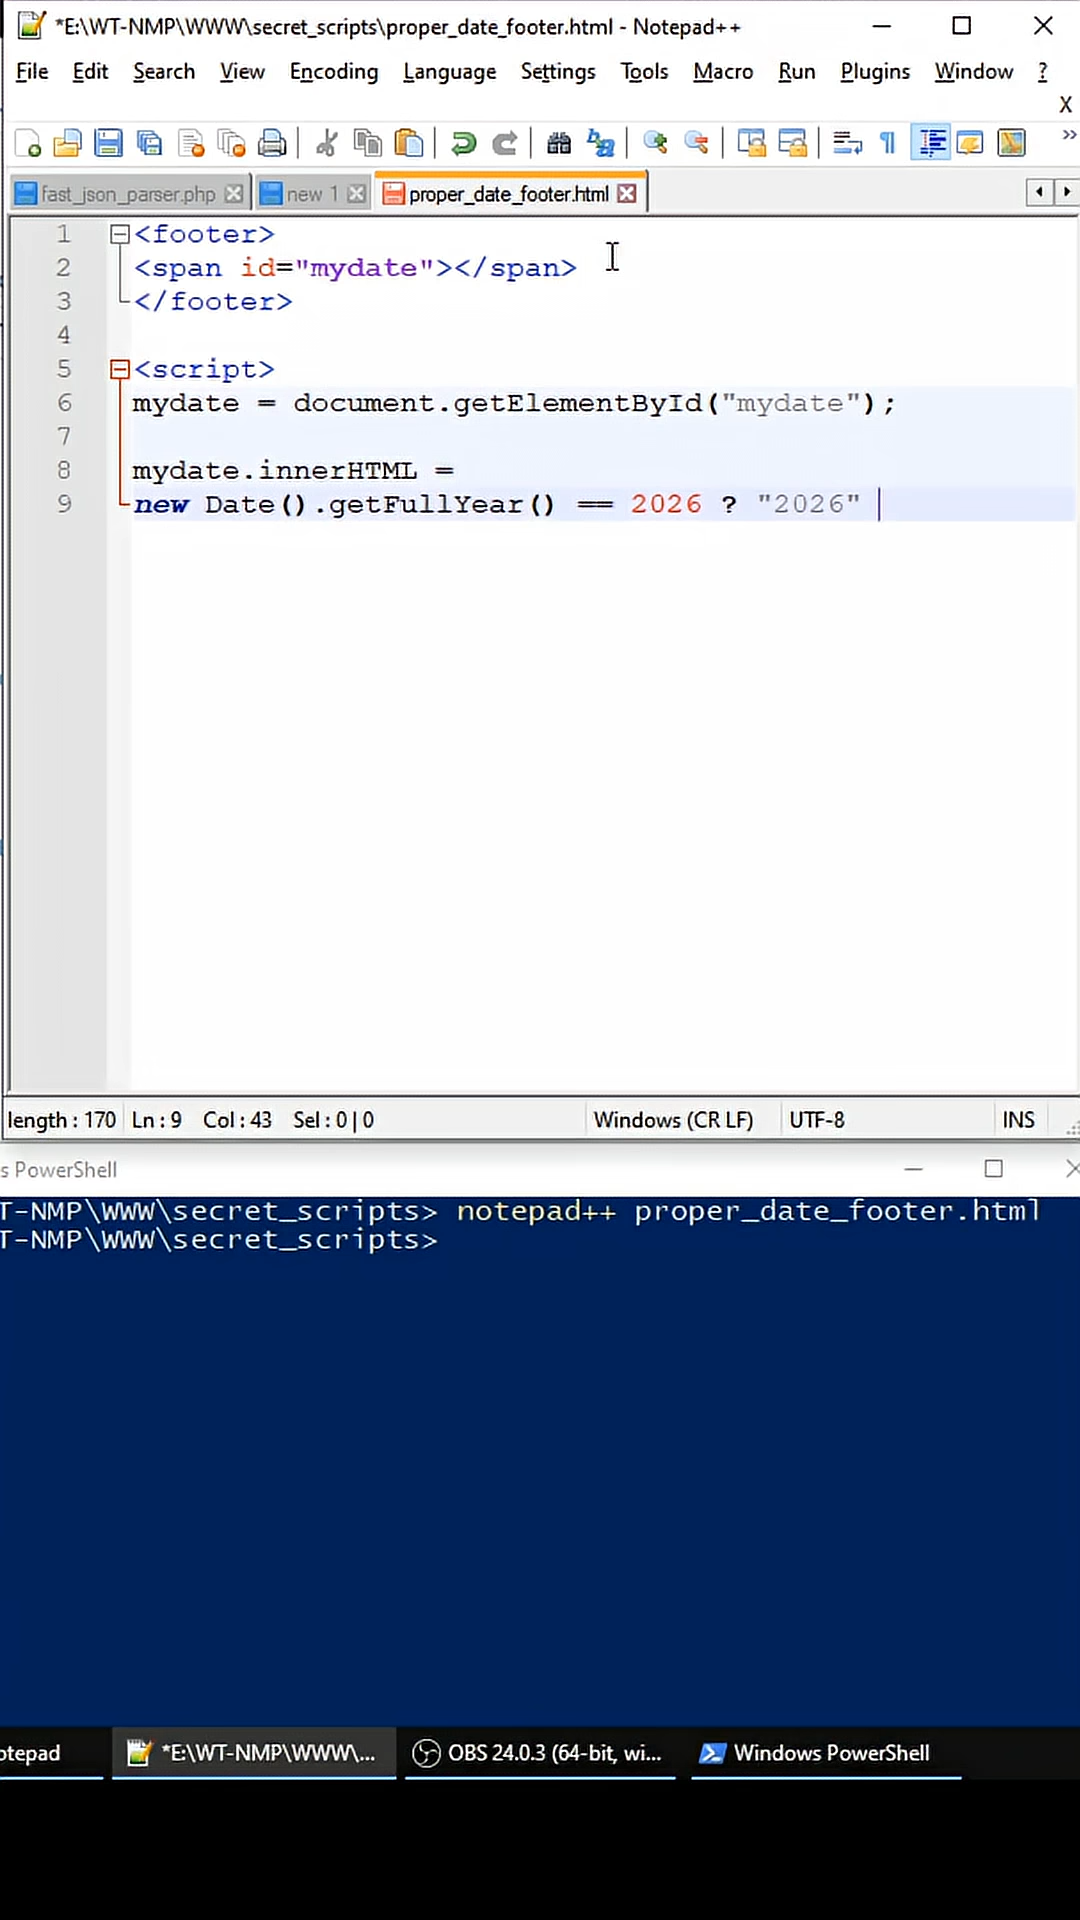 *E:\WT-NMP\WWW\secret_scripts\proper_date_footer.html - Notepad++
File Edit Search View Encoding Language Settings Tools Macro Run Plugins Window ?
X
fast_json_parser.php new 1 proper_date_footer.html
1 <footer>
2 <span id="mydate"></span>
3 </footer>
4
5 <script>
6 mydate = document.getElementById("mydate");
7
8 mydate.innerHTML =
9 new Date().getFullYear() == 2026 ? "2026"
length : 170 Ln : 9 Col : 43 Sel : 0 | 0 Windows (CR LF) UTF-8 INS
s PowerShell
T-NMP\WWW\secret_scripts> notepad++ proper_date_footer.html
T-NMP\WWW\secret_scripts>
otepad *E:\WT-NMP\WWW\... OBS 24.0.3 (64-bit, wi... Windows PowerShell